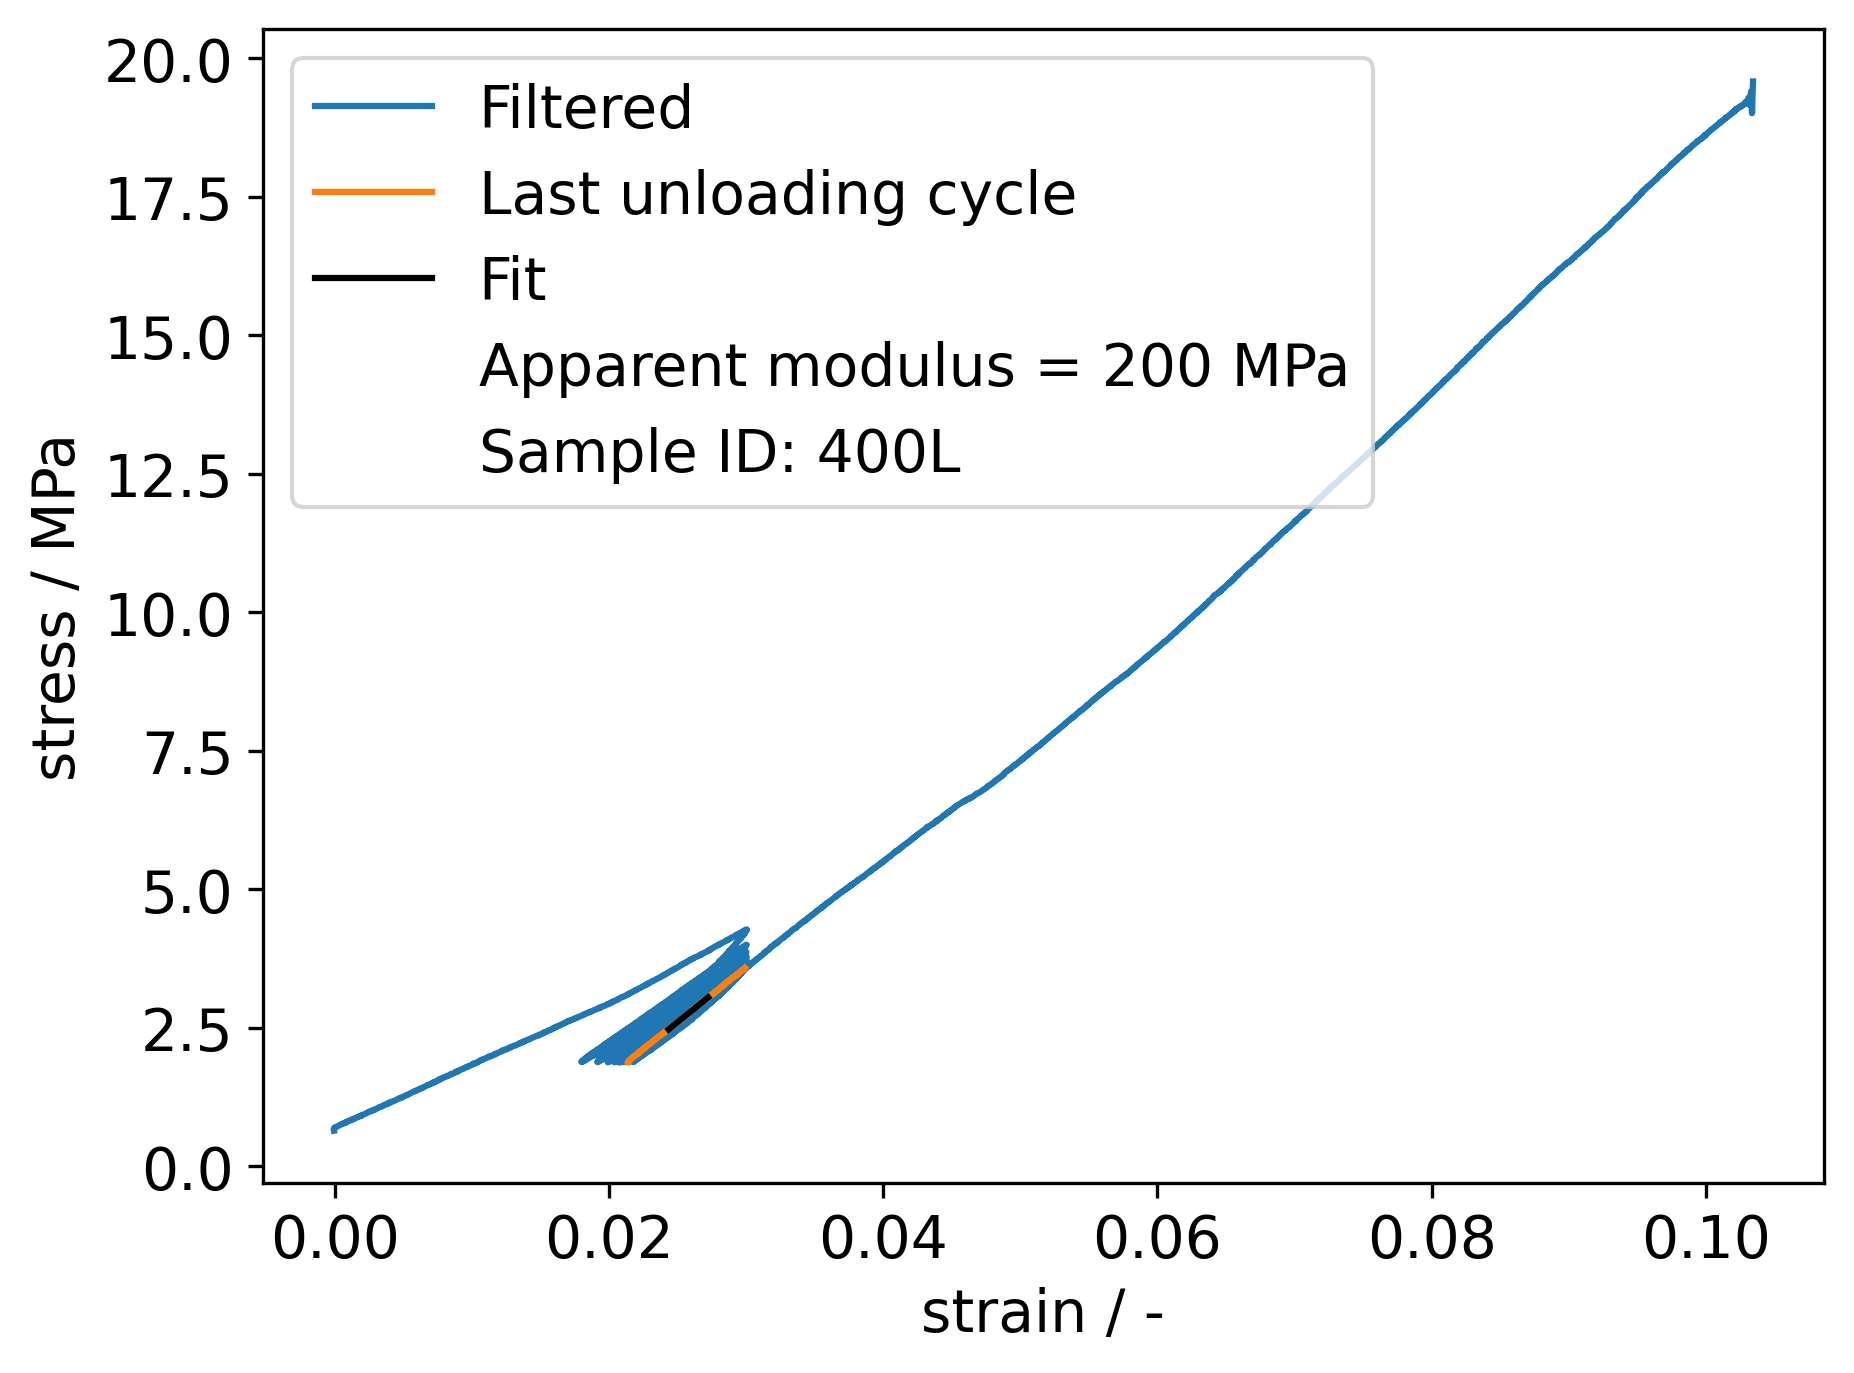 20.0
17.5
15.0
12.5
10.0
7.5
5.0
2.5
0.0
stress / MPa
Filtered
Last unloading cycle
Fit
Apparent modulus = 200 MPa
Sample ID: 400L
0.00 0.02 0.04 0.06 0.08 0.10
strain / -